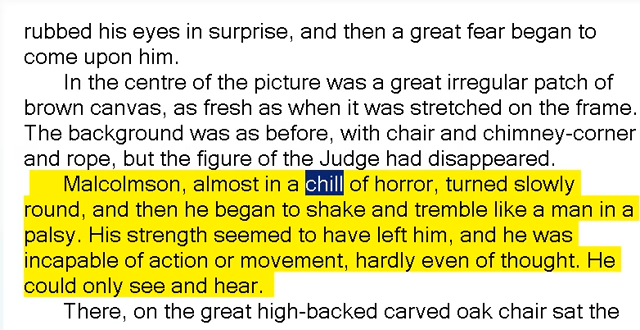 rubbed his eyes in surprise, and then a great fear began to
come upon him.
In the centre of the picture was a great irregular patch of
brown canvas, as fresh as when it was stretched on the frame.
The background was as before, with chair and chimney-corner
and rope, but the figure of the Judge had disappeared.
Malcolmson, almost in a chill of horror, turned slowly
round, and then he began to shake and tremble like a man in a
palsy. His strength seemed to have left him, and he was
incapable of action or movement, hardly even of thought. He
could only see and hear.
There, on the great high-backed carved oak chair sat the